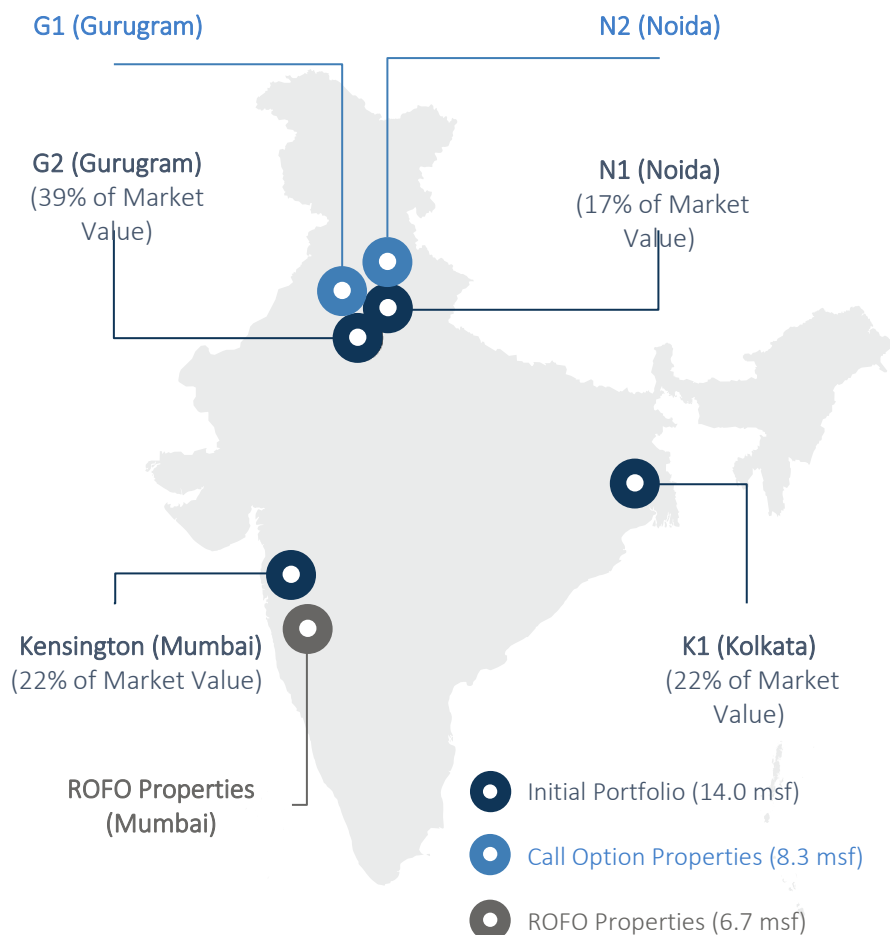 G1 (Gurugram)
N2 (Noida)
G2 (Gurugram)
(39% of Market
Value)
N1 (Noida)
(17% of Market
Value)
Kensington (Mumbai)
(22% of Market Value)
K1 (Kolkata)
(22% of Market
Value)
ROFO Properties
(Mumbai)
Initial Portfolio (14.0 msf)
Call Option Properties (8.3 msf)
ROFO Properties (6.7 msf)